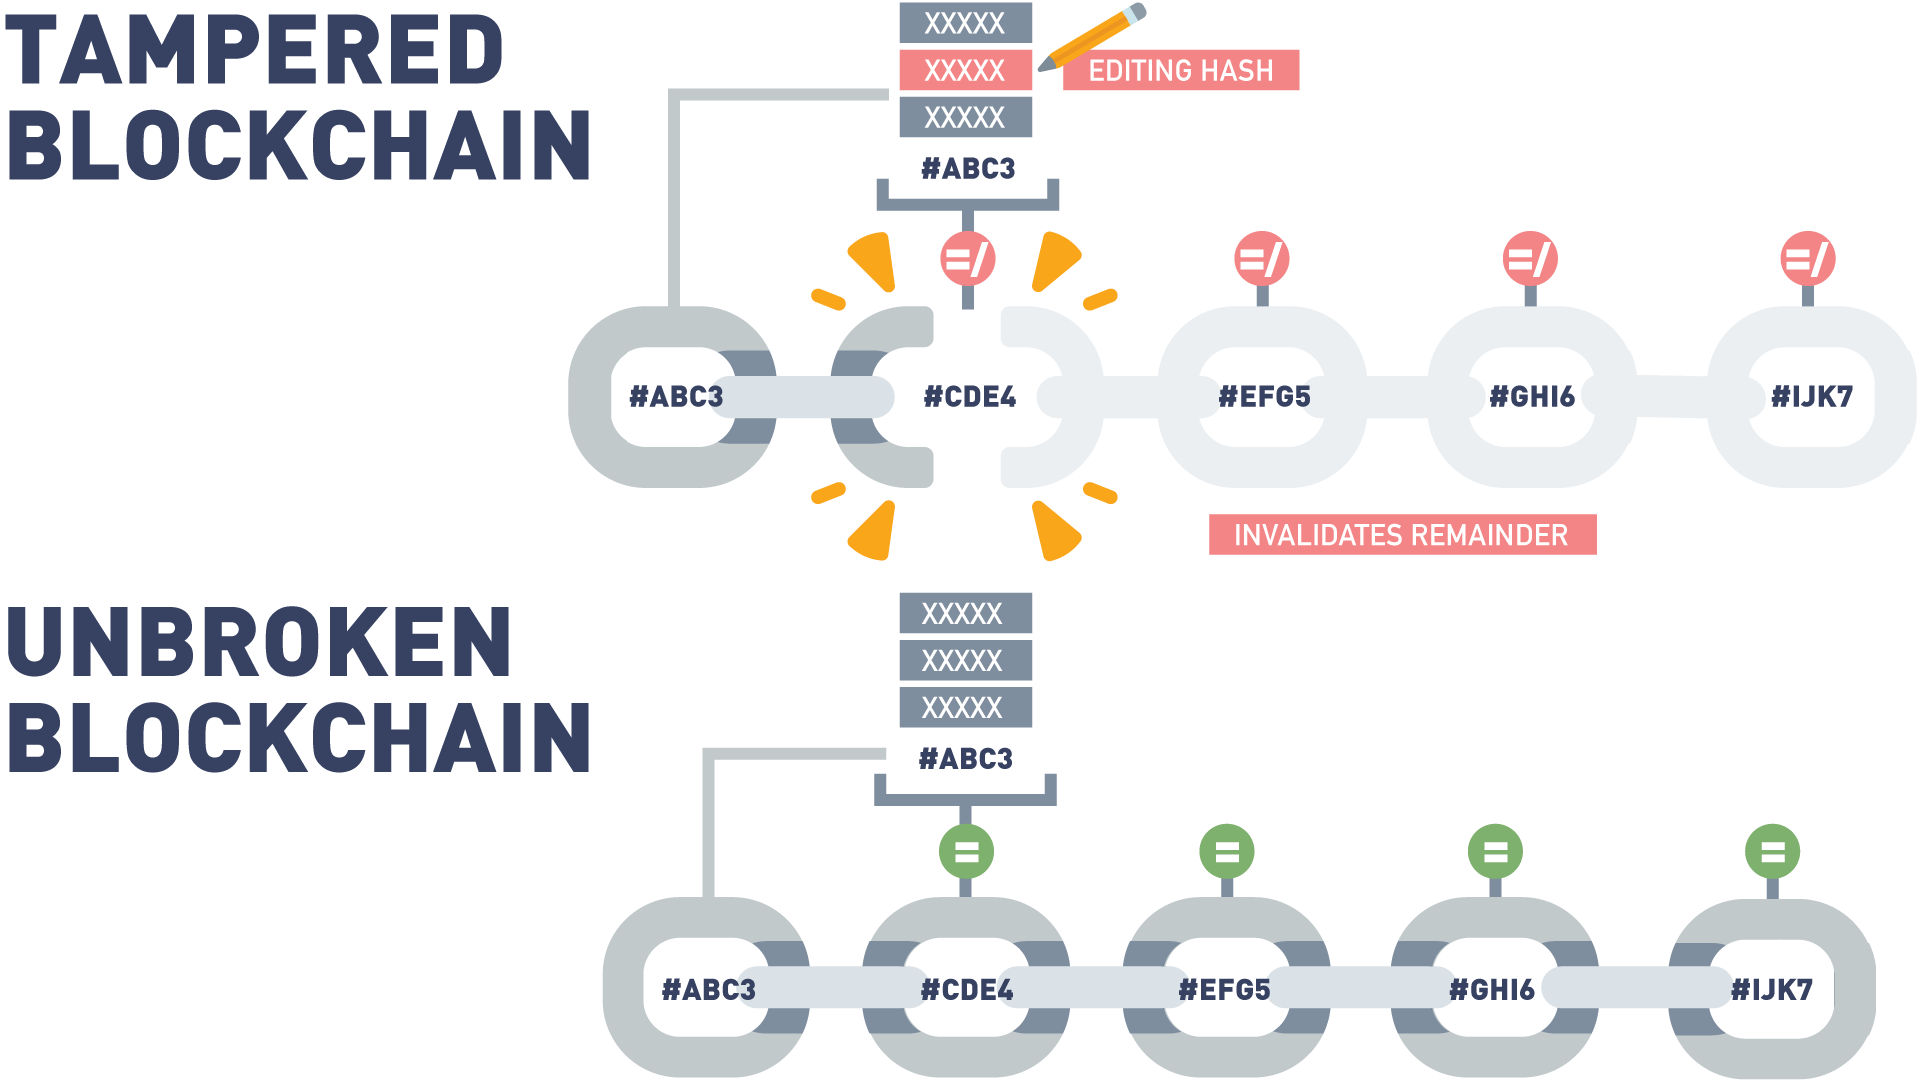 TAMPERED
BLOCKCHAIN
XXXXX
XXXXX
EDITING HASH
XXXXX
#ABC3
=/
=/
=/
=/
#ABC3
#CDE4
#EFG5
#GHI6
#IJK7
INVALIDATES REMAINDER
UNBROKEN
BLOCKCHAIN
XXXXX
XXXXX
XXXXX
#ABC3
=
=
=
=
#ABC3
#CDE4
#EFG5
#GHI6
#IJK7